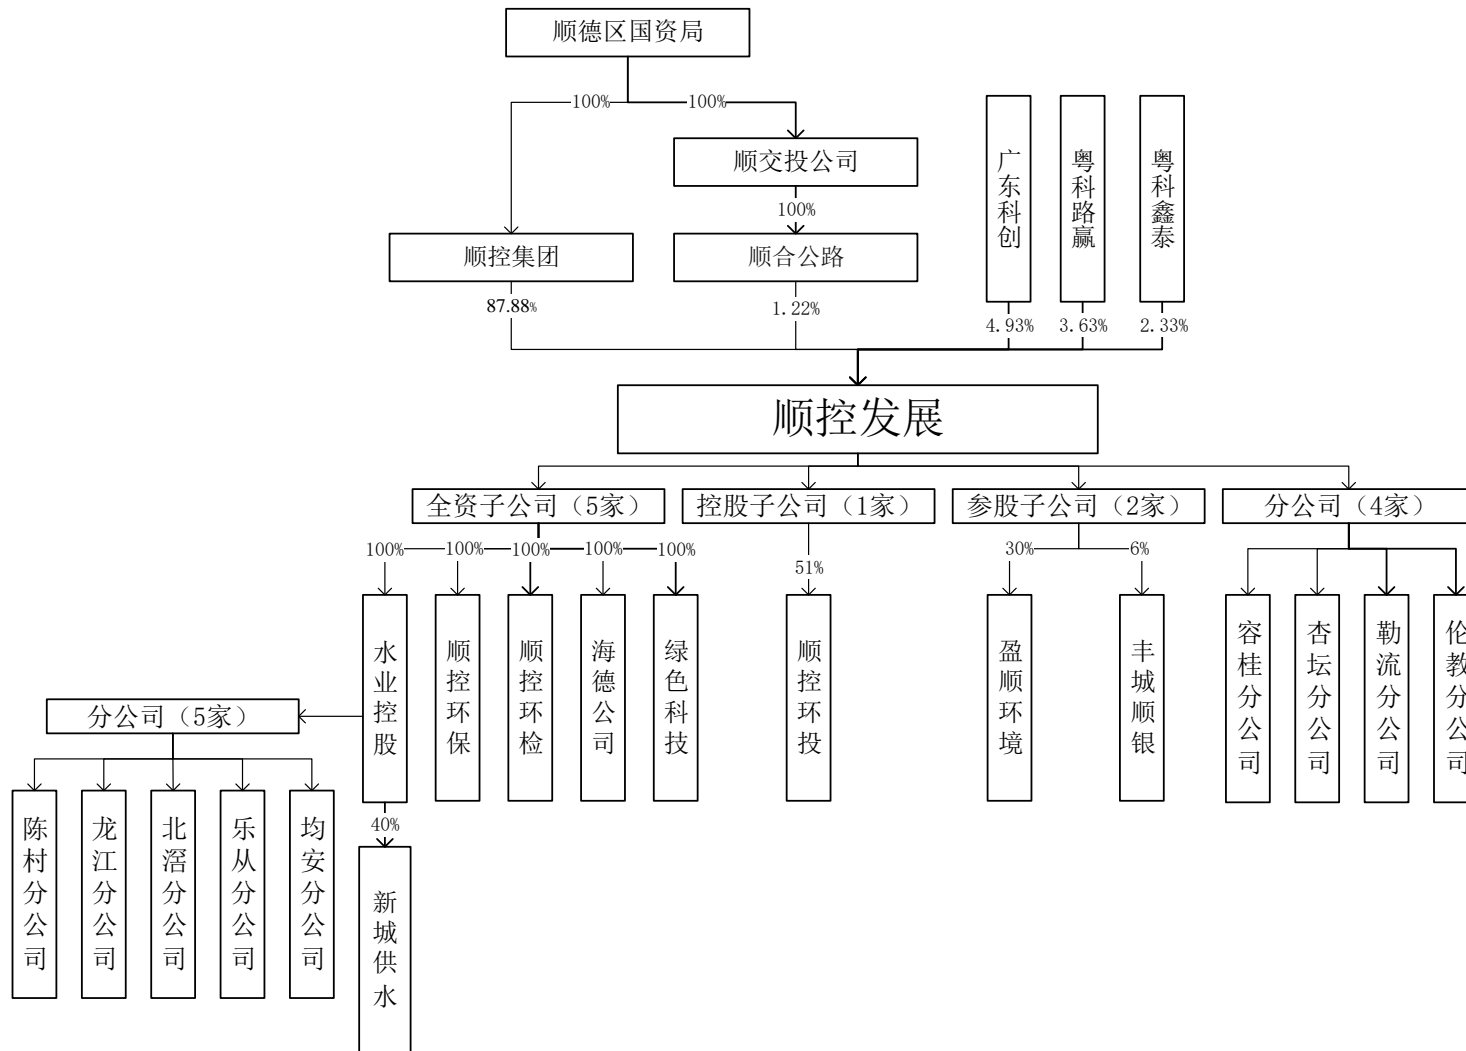 顺德区国资局
100%
100%
顺交投公司
广东科创
粤科路赢
粤科鑫泰
100%
顺控集团
顺合公路
87.88%
1.22%
4.93%
3.63%
2.33%
顺控发展
全资子公司（5家）
控股子公司（1家）
参股子公司（2家）
分公司（4家）
100%
100%
100%
100%
100%
51%
30%
6%
水业控股
顺控环保
顺控环检
海德公司
绿色科技
顺控环投
盈顺环境
丰城顺银
容桂分公司
杏坛分公司
勒流分公司
伦教分公司
分公司（5家）
陈村分公司
龙江分公司
北滘分公司
乐从分公司
均安分公司
40%
新城供水